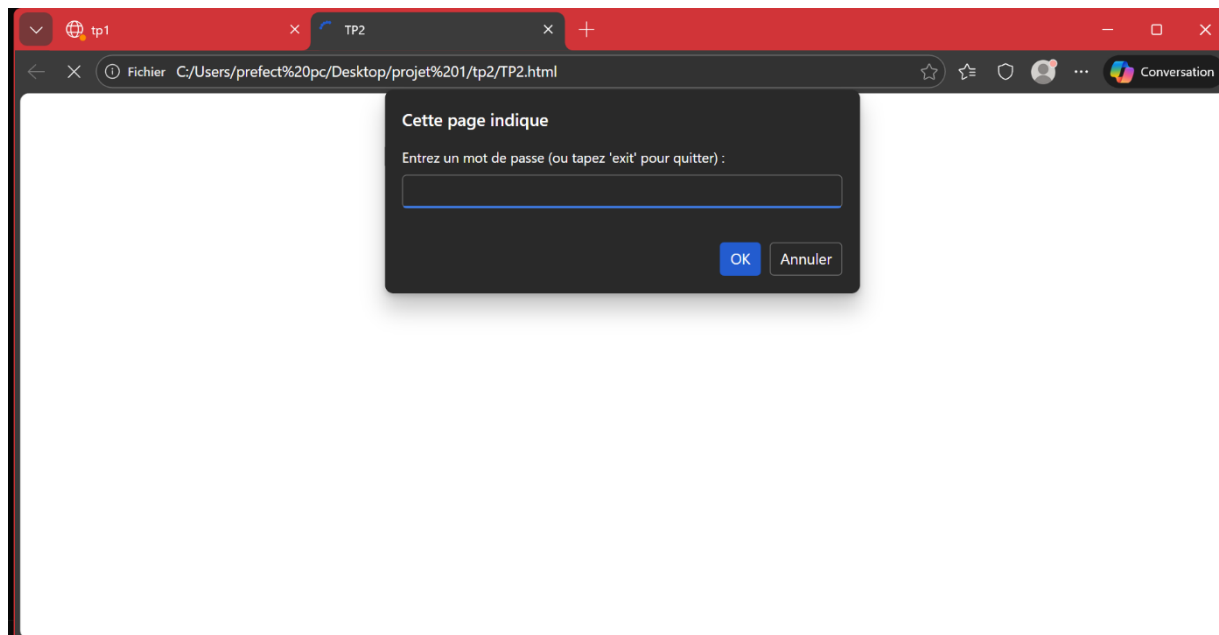 tp1
TP2
Fichier C:/Users/prefect%20pc/Desktop/projet%201/tp2/TP2.html
Conversation
Cette page indique
Entrez un mot de passe (ou tapez 'exit' pour quitter) :
OK Annuler